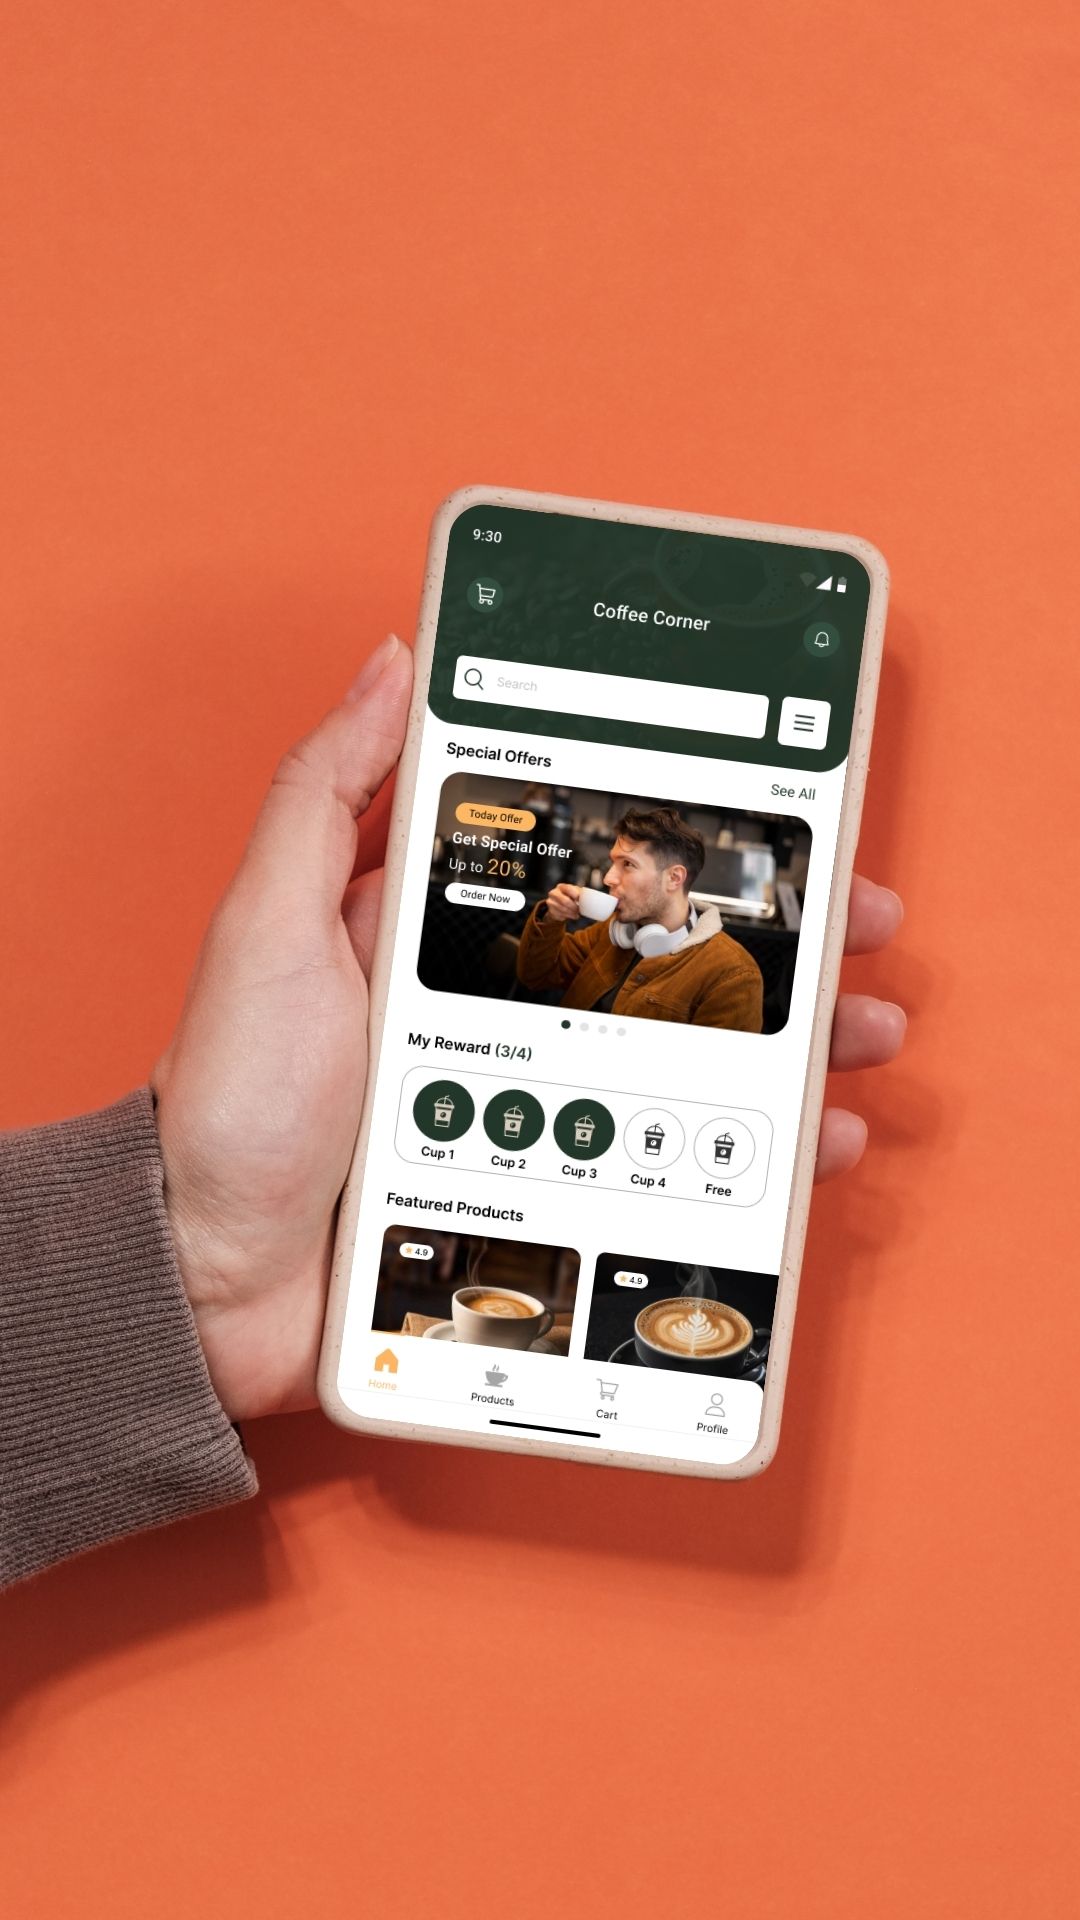 9:30
Coffee Corner
Search
Special Offers
See All
Today Offer
Get Special Offer
Up to 20%
Order Now
My Reward (3/4)
Cup 1
Cup 2
Cup 3
Cup 4
Free
Featured Products
4.9
4.9
Home
Products
Cart
Profile